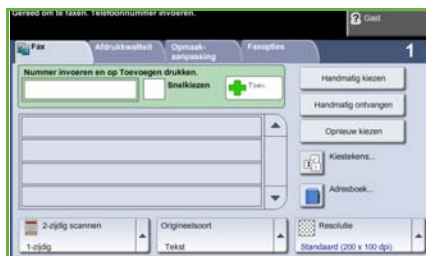 Gereed om te faxen. Telefoonnummer invoeren.
Gast
Fax
Afdrukkwaliteit
Opmaak-
aanpassing
Faxopties
1
Nummer invoeren en op Toevoegen drukken.
Snelkiezen
Toev...
Handmatig kiezen
Handmatig ontvangen
Opnieuw kiezen
Kiestekens...
Adresboek...
2-zijdig scannen
1-zijdig
Origineelsoort
Tekst
Resolutie
Standaard (200 x 100 dpi)